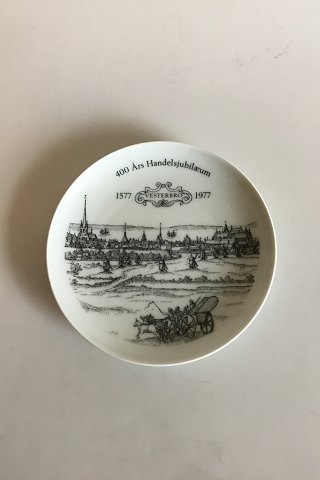 400 Års Handelsjubilæum
1577 VESTERBRO 1977